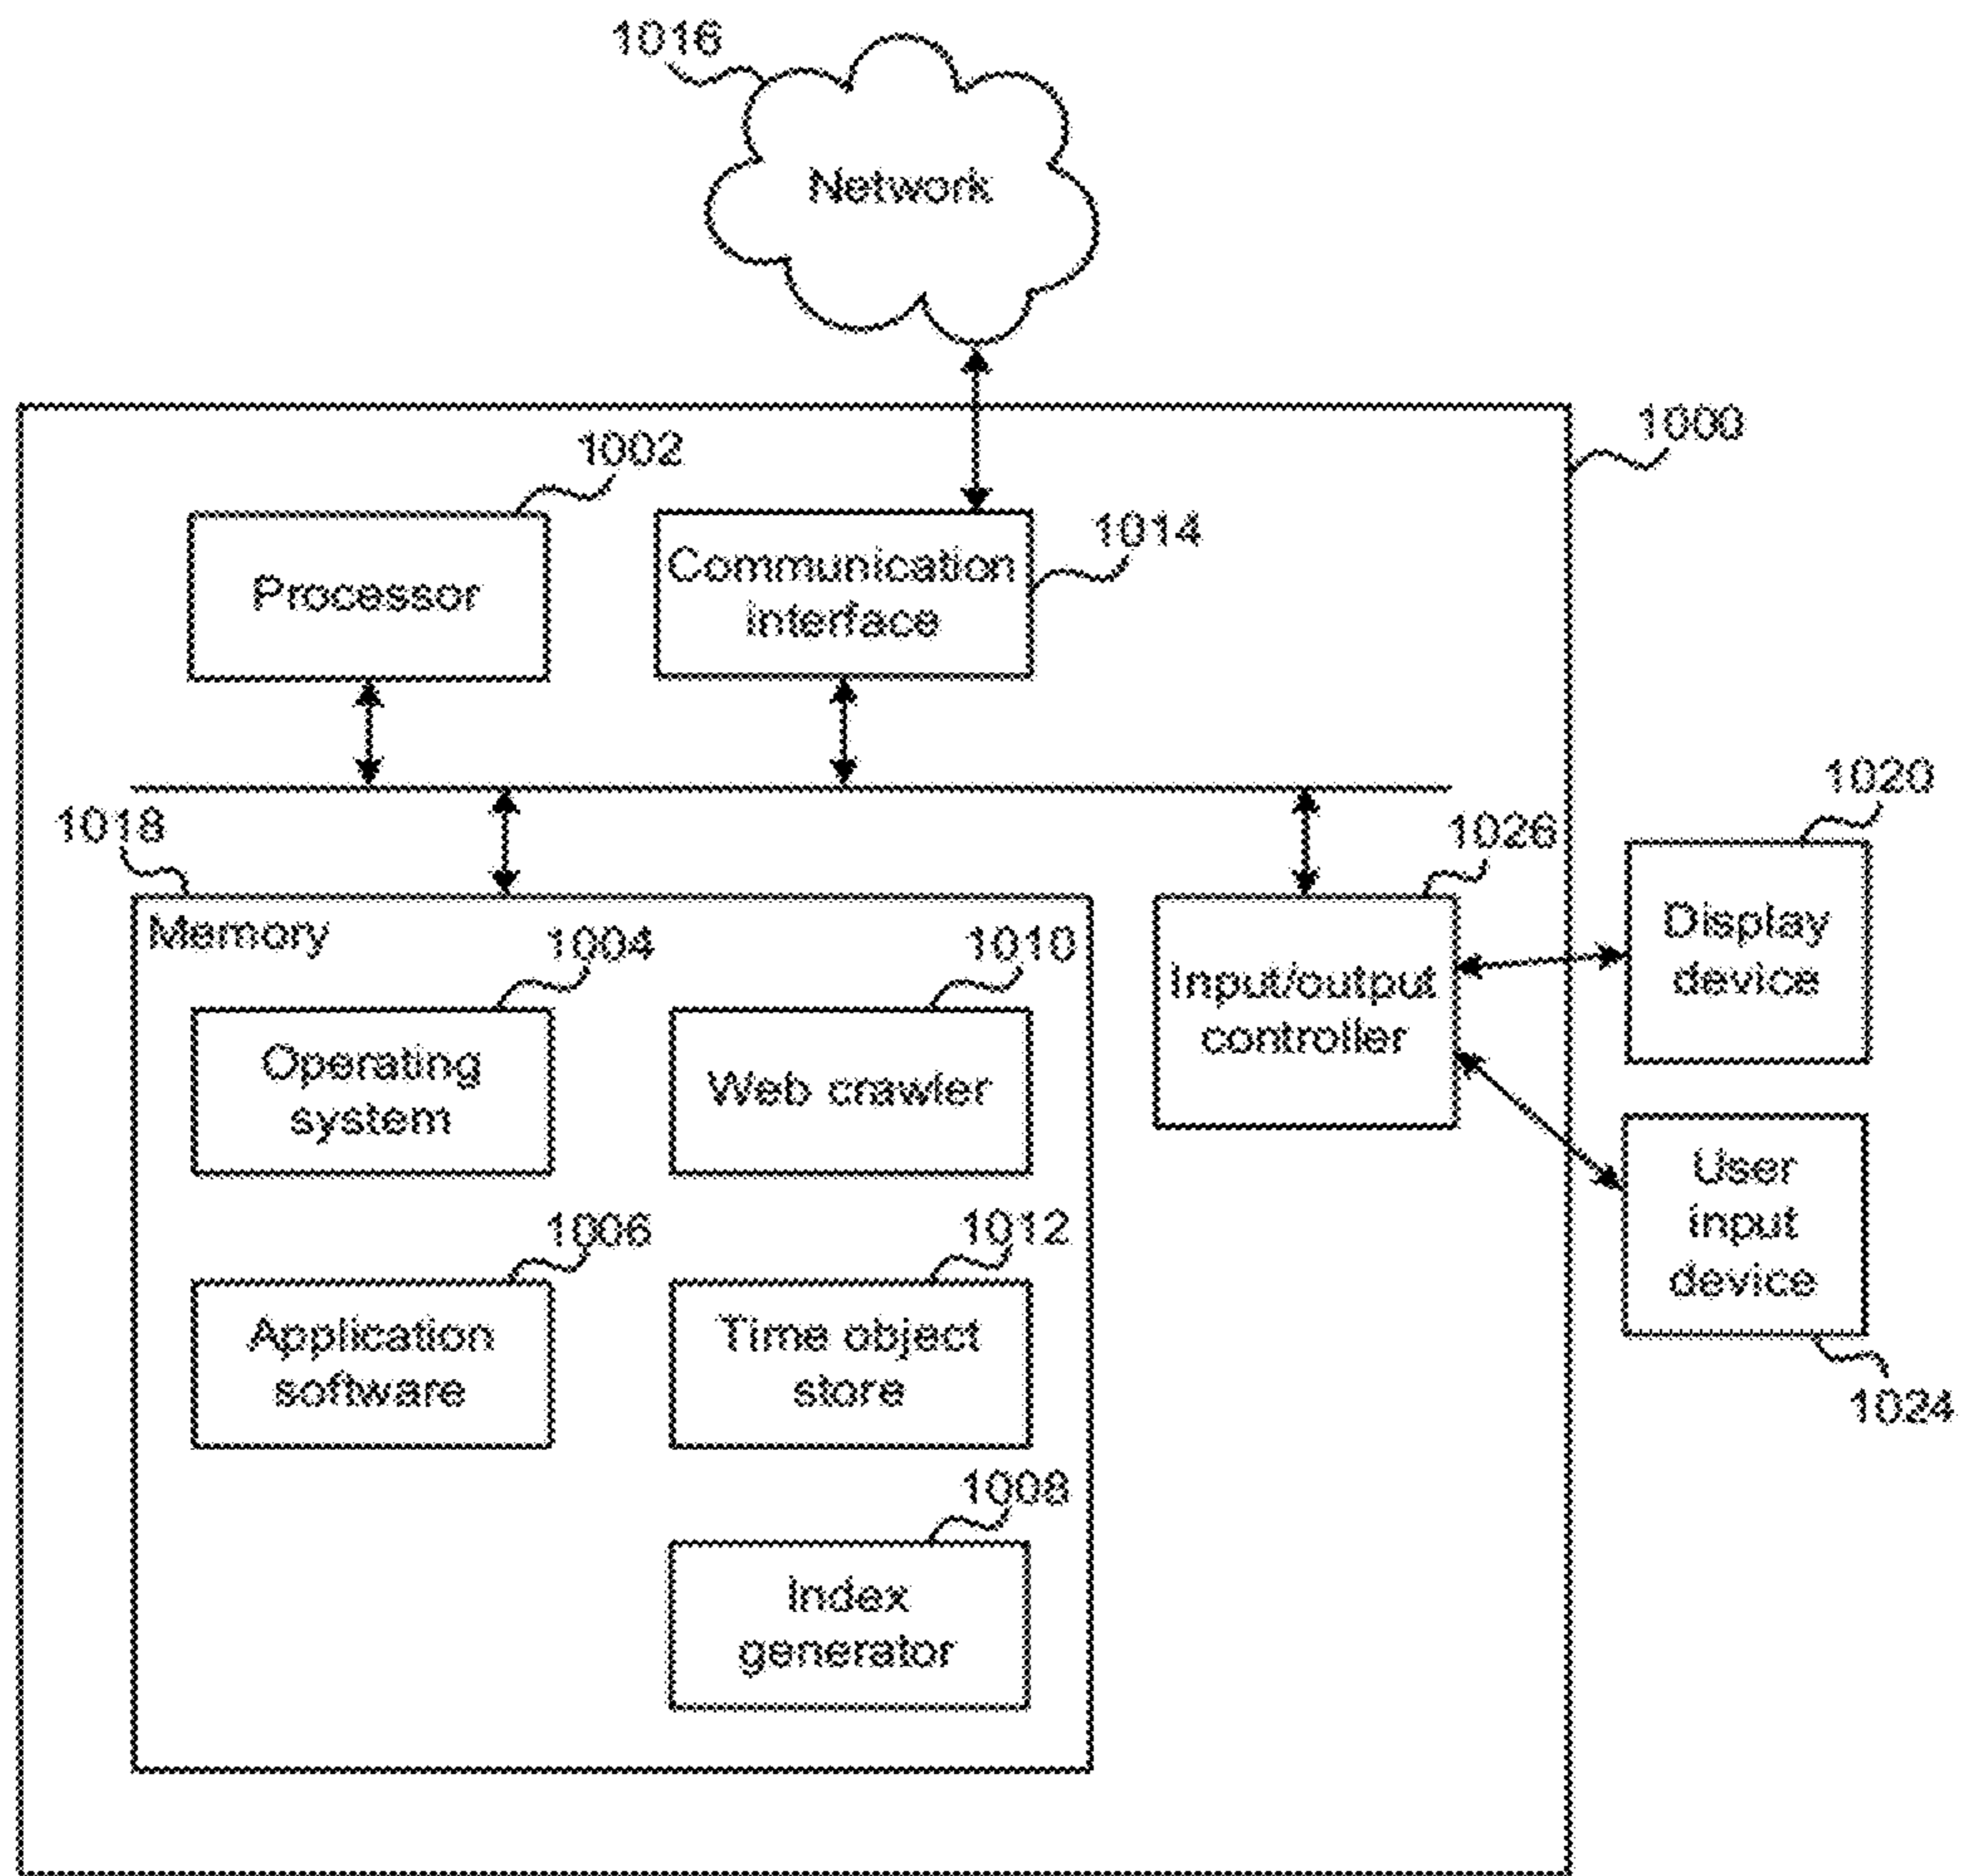 1016
Network
1000
1002
Processor
Communication
interface
1014
1018
1026
1020
Memory
1004
1010
Operating
system
Web crawler
Input/output
controller
Display
device
1006
1012
Application
software
Time object
store
User
input
device
1024
1008
Index
generator